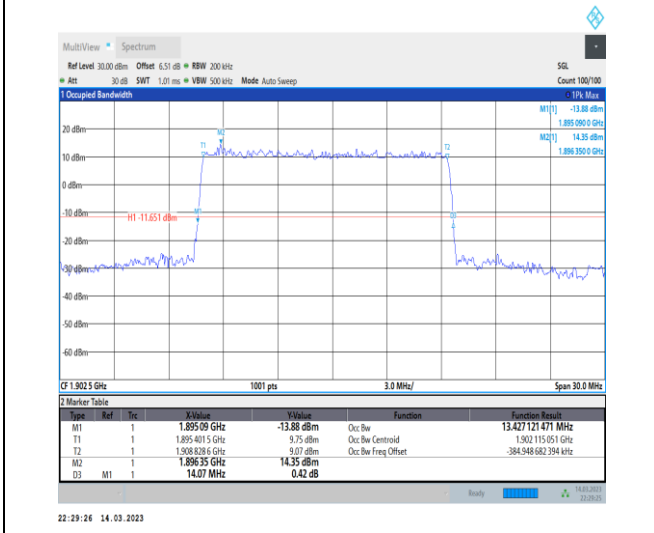 MultiView Spectrum
Ref Level 30.00 dBm Offset 6.51 dB RBW 200 kHz SGL
Att 30 dB SWT 1.01 ms VBW 500 kHz Mode Auto Sweep Count 100/100
1 Occupied Bandwidth 1Pk Max
M1[1] -13.88 dBm
1.895 090 0 GHz
M2[1] 14.35 dBm
1.896 350 0 GHz
20 dBm
M2
T1 T2
10 dBm
0 dBm
-10 dBm
H1 -11.651 dBm M1 D3
-20 dBm
-30 dBm
-40 dBm
-50 dBm
-60 dBm
CF 1.902 5 GHz 1001 pts 3.0 MHz/ Span 30.0 MHz
2 Marker Table
Type Ref Trc X-Value Y-Value Function Function Result
M1 1 1.895 09 GHz -13.88 dBm Occ Bw 13.427 121 471 MHz
T1 1 1.895 401 5 GHz 9.75 dBm Occ Bw Centroid 1.902 115 051 GHz
T2 1 1.908 828 6 GHz 9.07 dBm Occ Bw Freq Offset -384.948 682 394 kHz
M2 1 1.896 35 GHz 14.35 dBm
D3 M1 1 14.07 MHz 0.42 dB
Ready 14.03.2023
22:29:25
22:29:26 14.03.2023